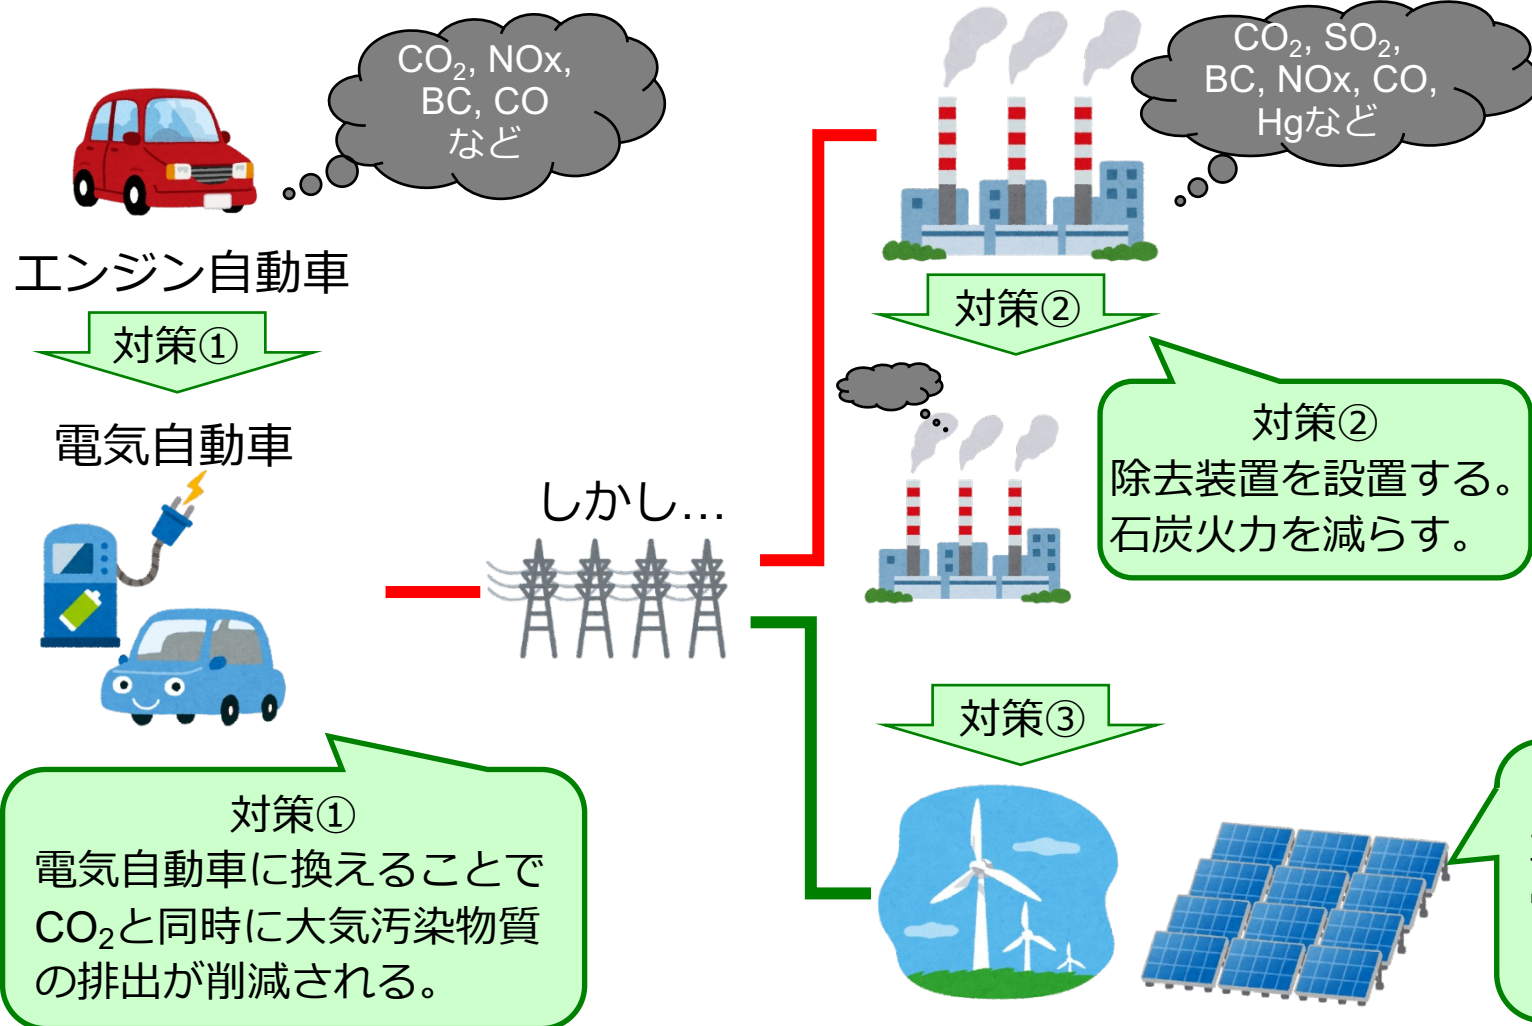 CO₂, NOx,
BC, CO
など
エンジン自動車
対策①
電気自動車
対策①
電気自動車に換えることで
CO₂と同時に大気汚染物質
の排出が削減される。
しかし…
CO₂, SO₂,
BC, NOx, CO,
Hgなど
対策②
対策②
除去装置を設置する。
石炭火力を減らす。
対策③